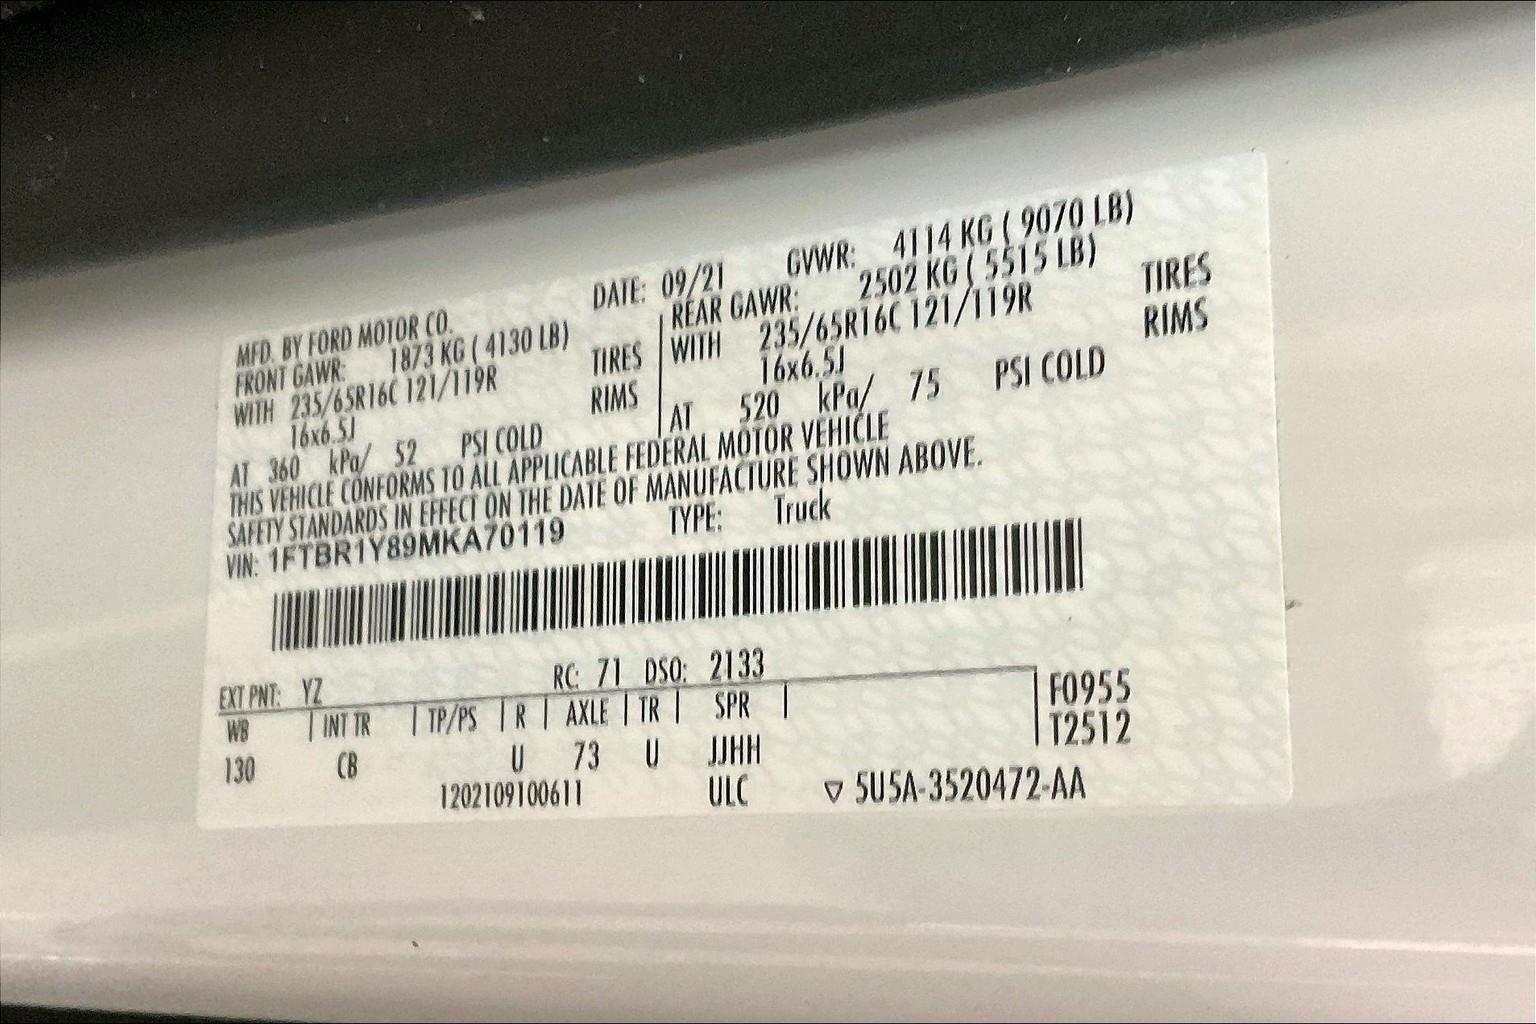 MFD. BY FORD MOTOR CO. DATE: 09/21 GVWR: 4114 KG ( 9070 LB)
FRONT GAWR: 1873 KG ( 4130 LB) REAR GAWR: 2502 KG ( 5515 LB)
WITH 235/65R16C 121/119R TIRES WITH 235/65R16C 121/119R TIRES
16x6.5J RIMS 16x6.5J RIMS
AT 360 kPa/ 52 PSI COLD AT 520 kPa/ 75 PSI COLD
THIS VEHICLE CONFORMS TO ALL APPLICABLE FEDERAL MOTOR VEHICLE
SAFETY STANDARDS IN EFFECT ON THE DATE OF MANUFACTURE SHOWN ABOVE.
VIN: 1FTBR1Y89MKA70119 TYPE: Truck
EXT PNT: YZ RC: 71 DSO: 2133
WB INT TR TP/PS R AXLE TR SPR F0955
T2512
130 CB U 73 U JJHH
1202109100611 ULC ▽ 5U5A-3520472-AA